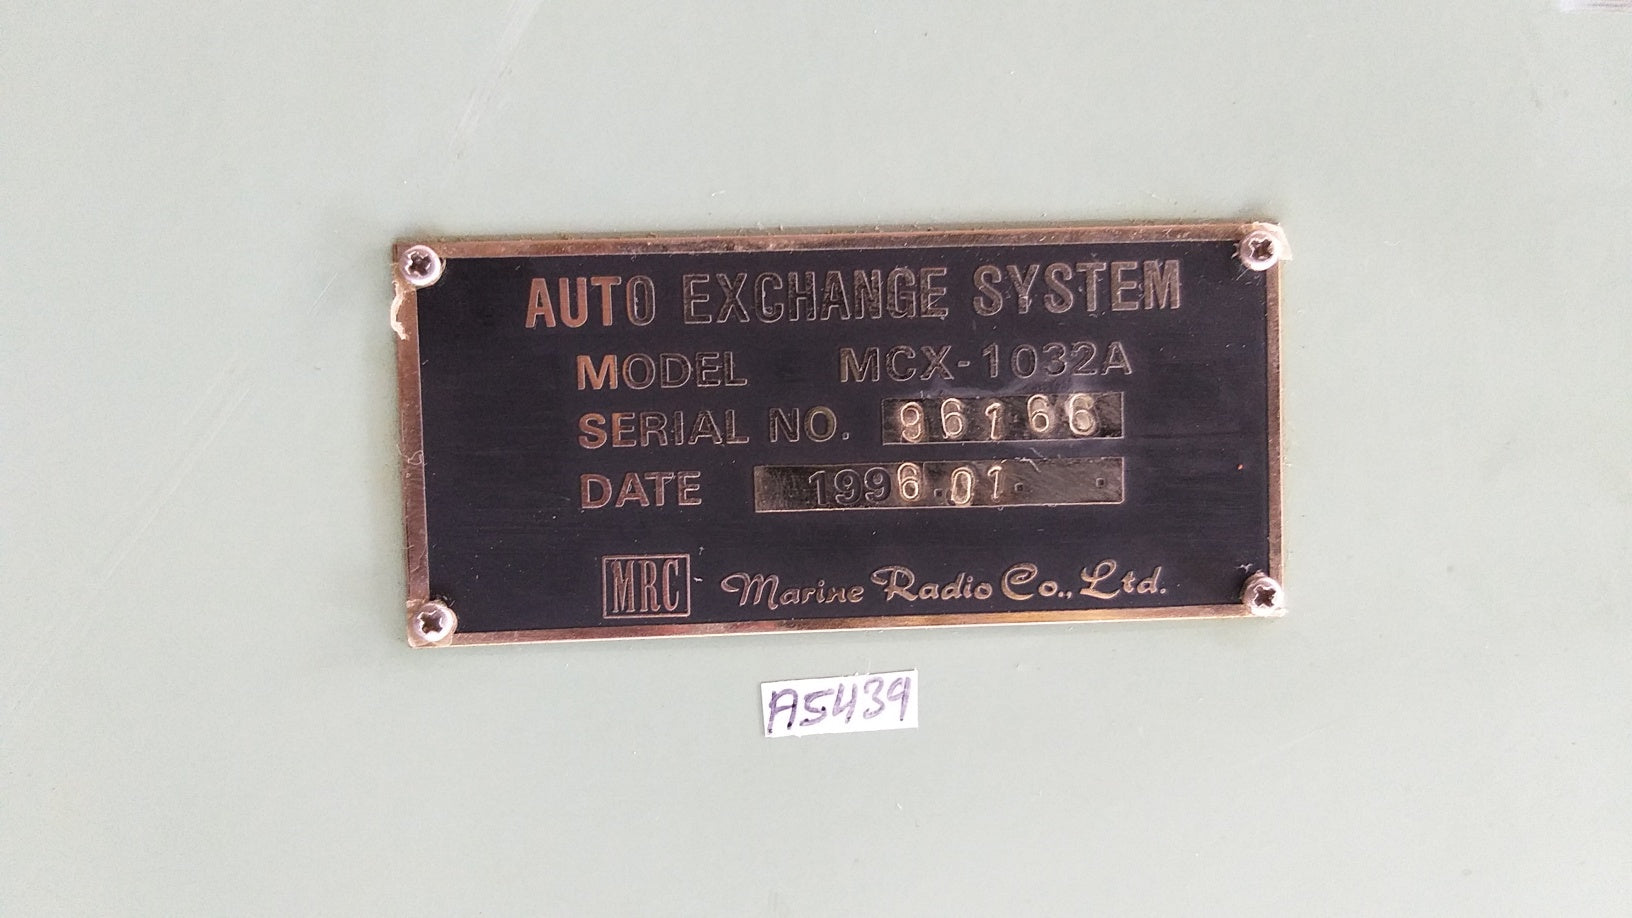 AUTO EXCHANGE SYSTEM
MODEL MCX-1032A
SERIAL NO. 96166
DATE 1996.01. .
MRC Marine Radio Co., Ltd.
A5439